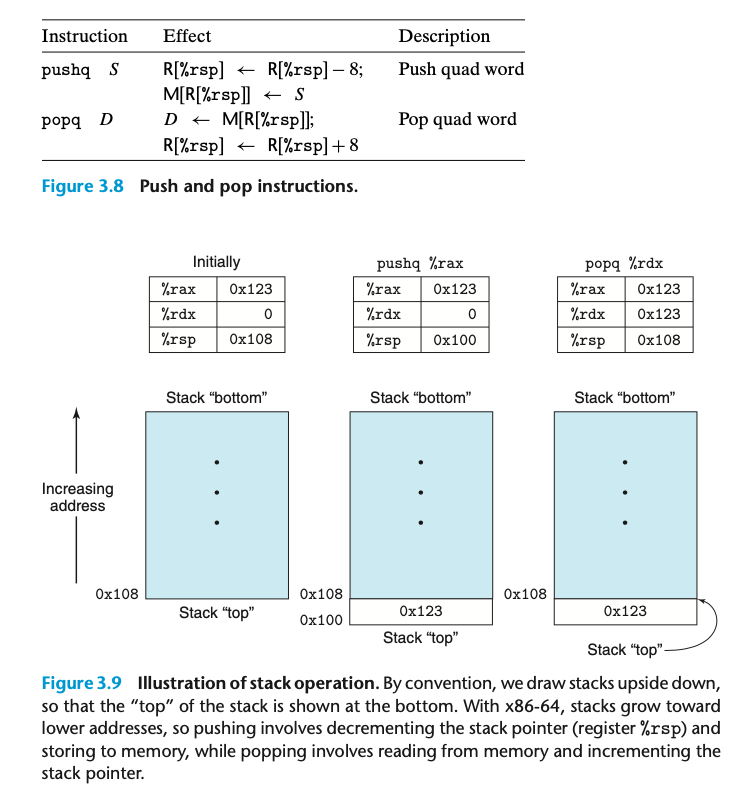 Instruction Effect Description
pushq S R[%rsp] ← R[%rsp] – 8; Push quad word
M[R[%rsp]] ← S
popq D D ← M[R[%rsp]]; Pop quad word
R[%rsp] ← R[%rsp] + 8
Figure 3.8 Push and pop instructions.
Initially pushq %rax popq %rdx
%rax 0x123 %rax 0x123 %rax 0x123
%rdx 0 %rdx 0 %rdx 0x123
%rsp 0x108 %rsp 0x100 %rsp 0x108
Stack “bottom” Stack “bottom” Stack “bottom”
Increasing
address
0x108 0x108 0x108
Stack “top” 0x100 0x123 0x123
Stack “top” Stack “top”
Figure 3.9 Illustration of stack operation. By convention, we draw stacks upside down,
so that the “top” of the stack is shown at the bottom. With x86-64, stacks grow toward
lower addresses, so pushing involves decrementing the stack pointer (register %rsp) and
storing to memory, while popping involves reading from memory and incrementing the
stack pointer.